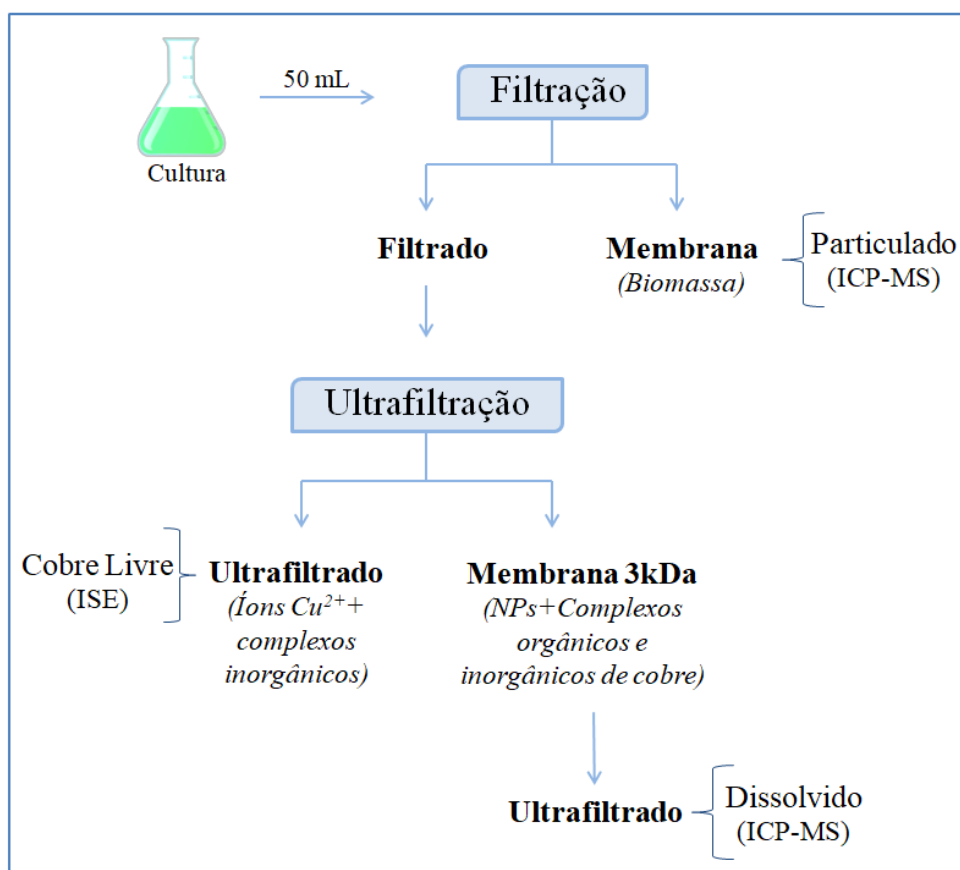 50 mL
Filtração
Cultura
Filtrado
Membrana
(Biomassa)
Particulado
(ICP-MS)
Ultrafiltração
Cobre Livre
(ISE)
Ultrafiltrado
(Íons Cu²⁺+
complexos
inorgânicos)
Membrana 3kDa
(NPs+Complexos
orgânicos e
inorgânicos de cobre)
Ultrafiltrado
Dissolvido
(ICP-MS)